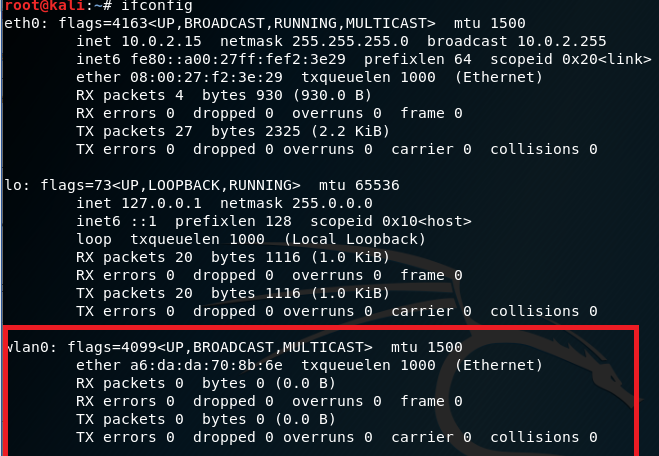 root@kali:~# ifconfig
eth0: flags=4163<UP,BROADCAST,RUNNING,MULTICAST>  mtu 1500
        inet 10.0.2.15  netmask 255.255.255.0  broadcast 10.0.2.255
        inet6 fe80::a00:27ff:fef2:3e29  prefixlen 64  scopeid 0x20<link>
        ether 08:00:27:f2:3e:29  txqueuelen 1000  (Ethernet)
        RX packets 4  bytes 930 (930.0 B)
        RX errors 0  dropped 0  overruns 0  frame 0
        TX packets 27  bytes 2325 (2.2 KiB)
        TX errors 0  dropped 0 overruns 0  carrier 0  collisions 0
lo: flags=73<UP,LOOPBACK,RUNNING>  mtu 65536
        inet 127.0.0.1  netmask 255.0.0.0
        inet6 ::1  prefixlen 128  scopeid 0x10<host>
        loop  txqueuelen 1000  (Local Loopback)
        RX packets 20  bytes 1116 (1.0 KiB)
        RX errors 0  dropped 0  overruns 0  frame 0
        TX packets 20  bytes 1116 (1.0 KiB)
        TX errors 0  dropped 0 overruns 0  carrier 0  collisions 0
wlan0: flags=4099<UP,BROADCAST,MULTICAST>  mtu 1500
        ether a6:da:da:70:8b:6e  txqueuelen 1000  (Ethernet)
        RX packets 0  bytes 0 (0.0 B)
        RX errors 0  dropped 0  overruns 0  frame 0
        TX packets 0  bytes 0 (0.0 B)
        TX errors 0  dropped 0 overruns 0  carrier 0  collisions 0